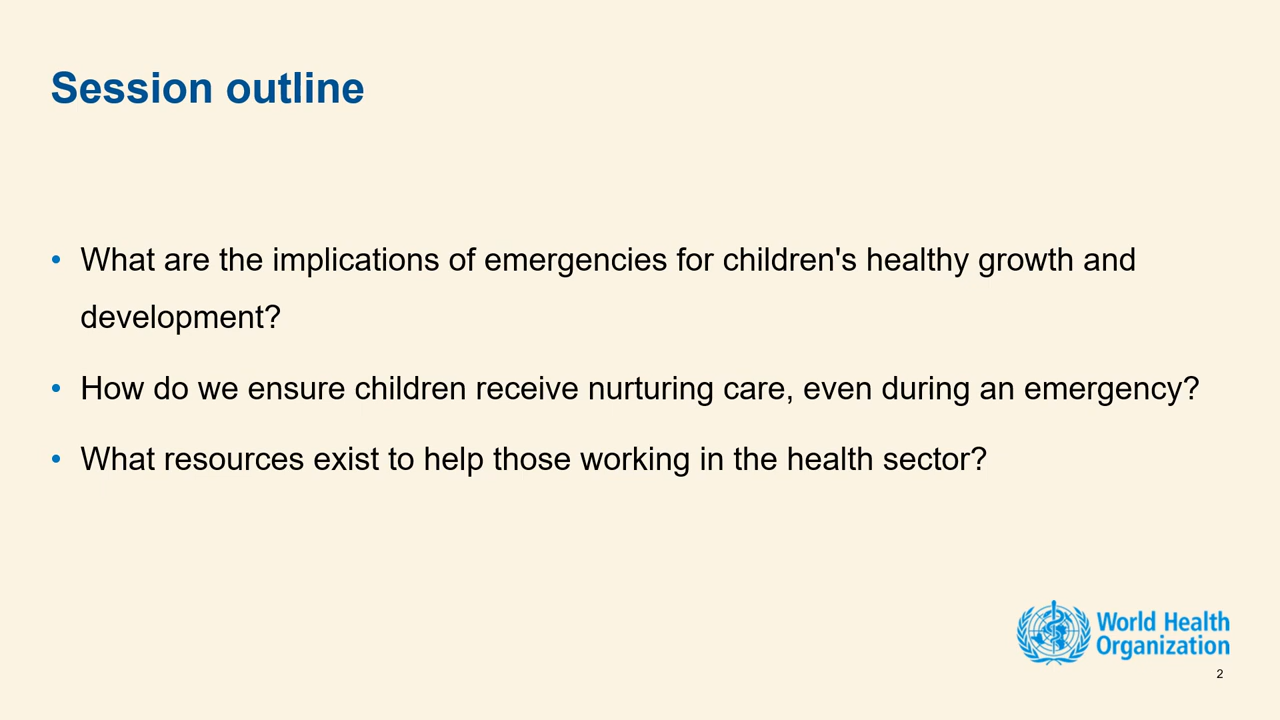 Session outline
• What are the implications of emergencies for children's healthy growth and
development?
• How do we ensure children receive nurturing care, even during an emergency?
• What resources exist to help those working in the health sector?
World Health
Organization
2